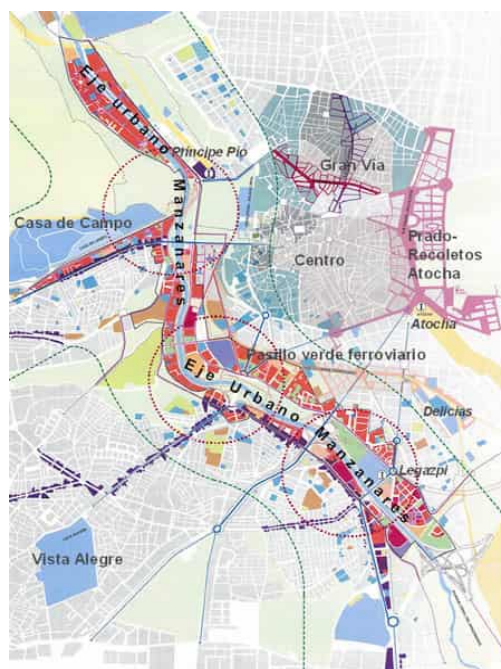 Eje urbano
Manzanares
Príncipe Pío
Gran Via
Casa de Campo
Centro
Prado-
Recoletos
Atocha
Atocha
Pasillo verde ferroviario
Eje Urbano Manzanares
Delicias
Legazpi
Vista Alegre